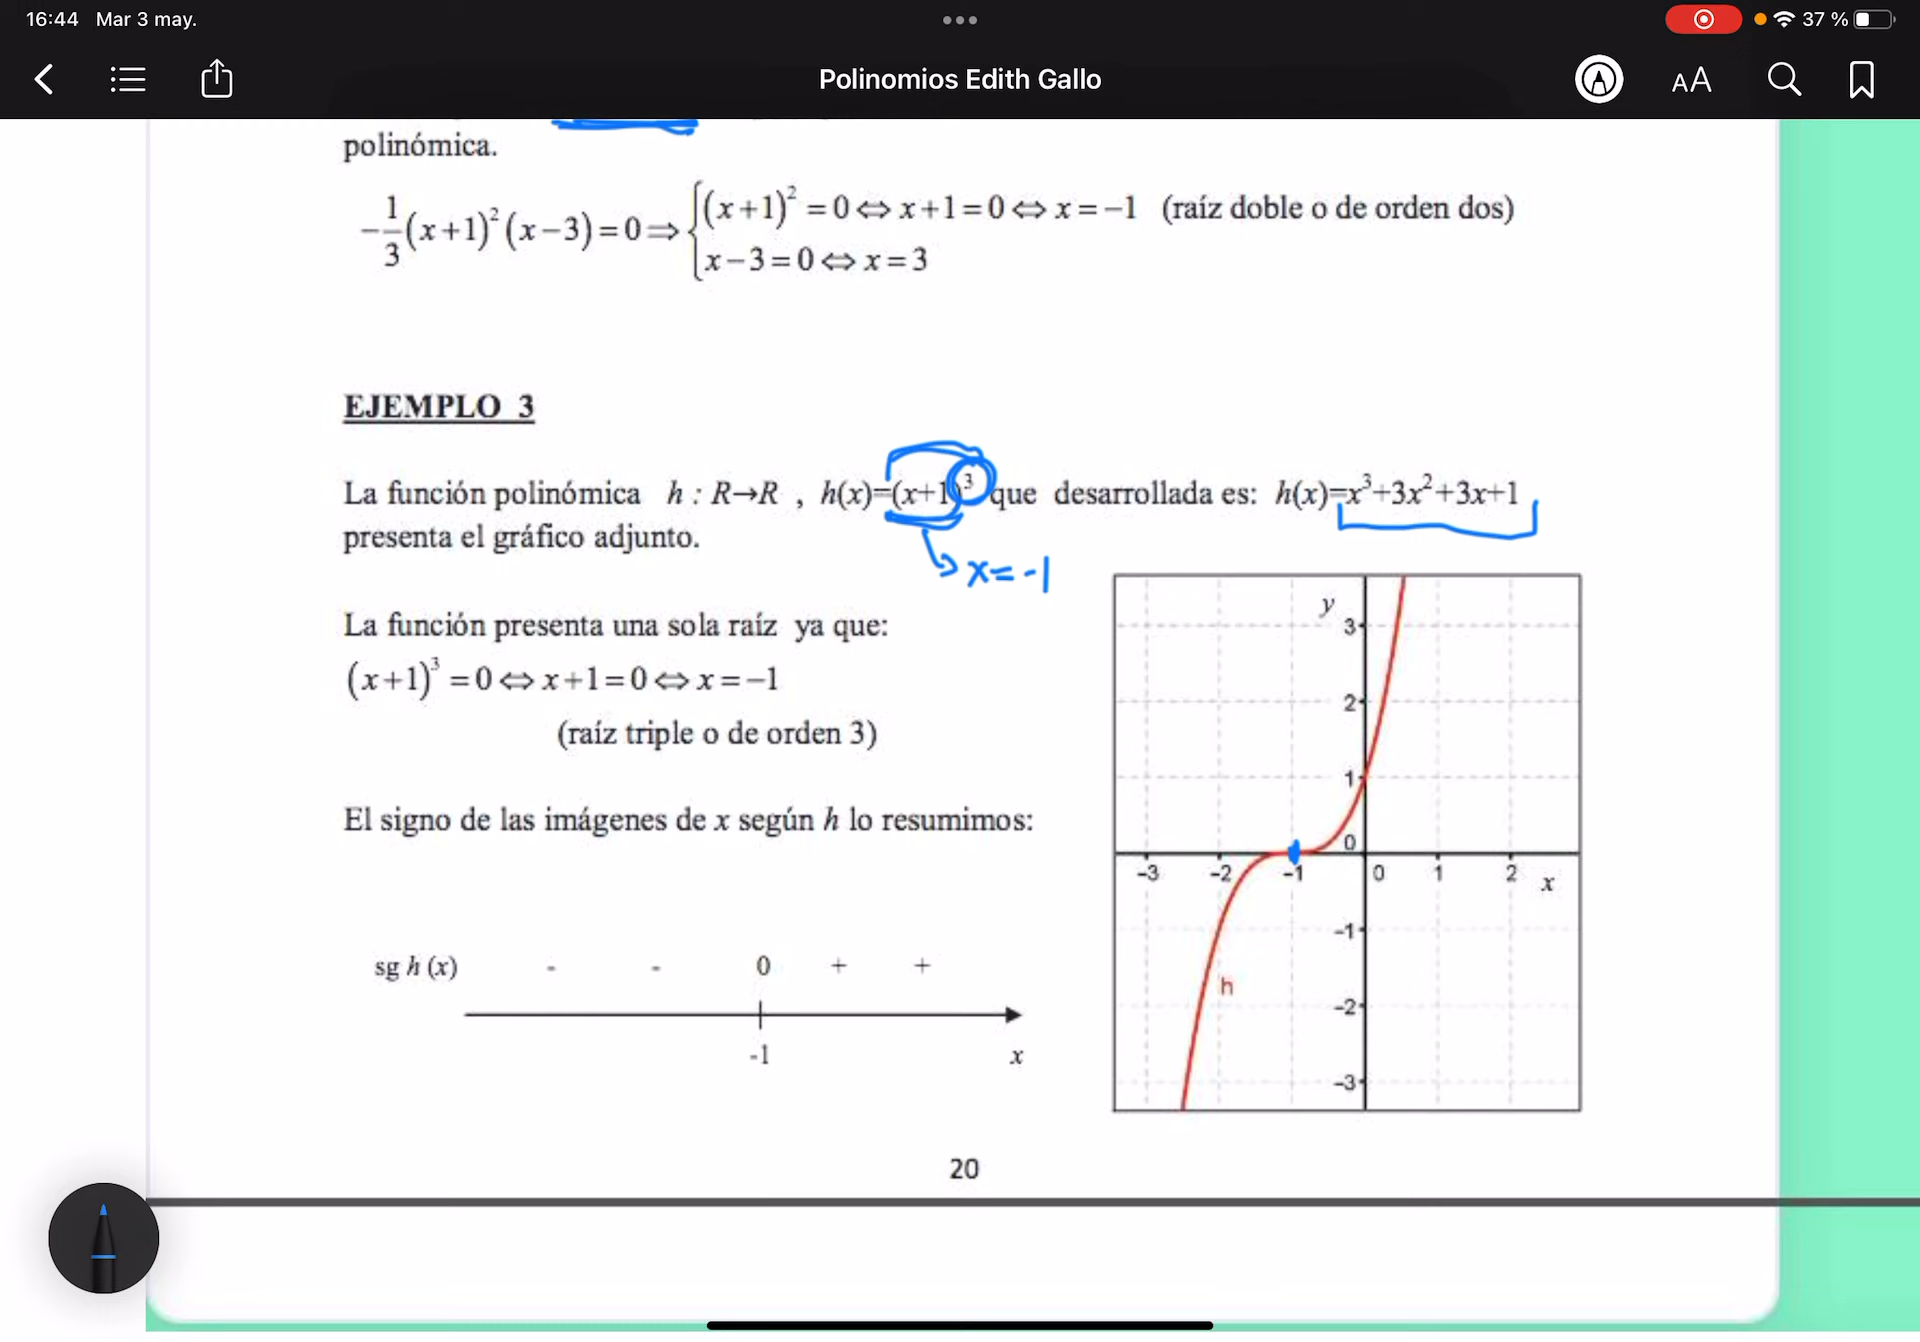 16:44 Mar 3 may.
37 %
Polinomios Edith Gallo
AA
polinómica.
-1/3(x+1)²(x-3)=0⇒{(x+1)²=0⇔x+1=0⇔x=-1 (raíz doble o de orden dos)
x-3=0⇔x=3
EJEMPLO 3
La función polinómica h : R→R , h(x)=(x+1)³ que desarrollada es: h(x)=x³+3x²+3x+1
presenta el gráfico adjunto.
x=-1
La función presenta una sola raíz ya que:
(x+1)³=0⇔x+1=0⇔x=-1
(raíz triple o de orden 3)
El signo de las imágenes de x según h lo resumimos:
sg h (x) - - 0 + +
-1 x
y
3
2
1
0
-3 -2 -1 0 1 2 x
-1
h
-2
-3
20